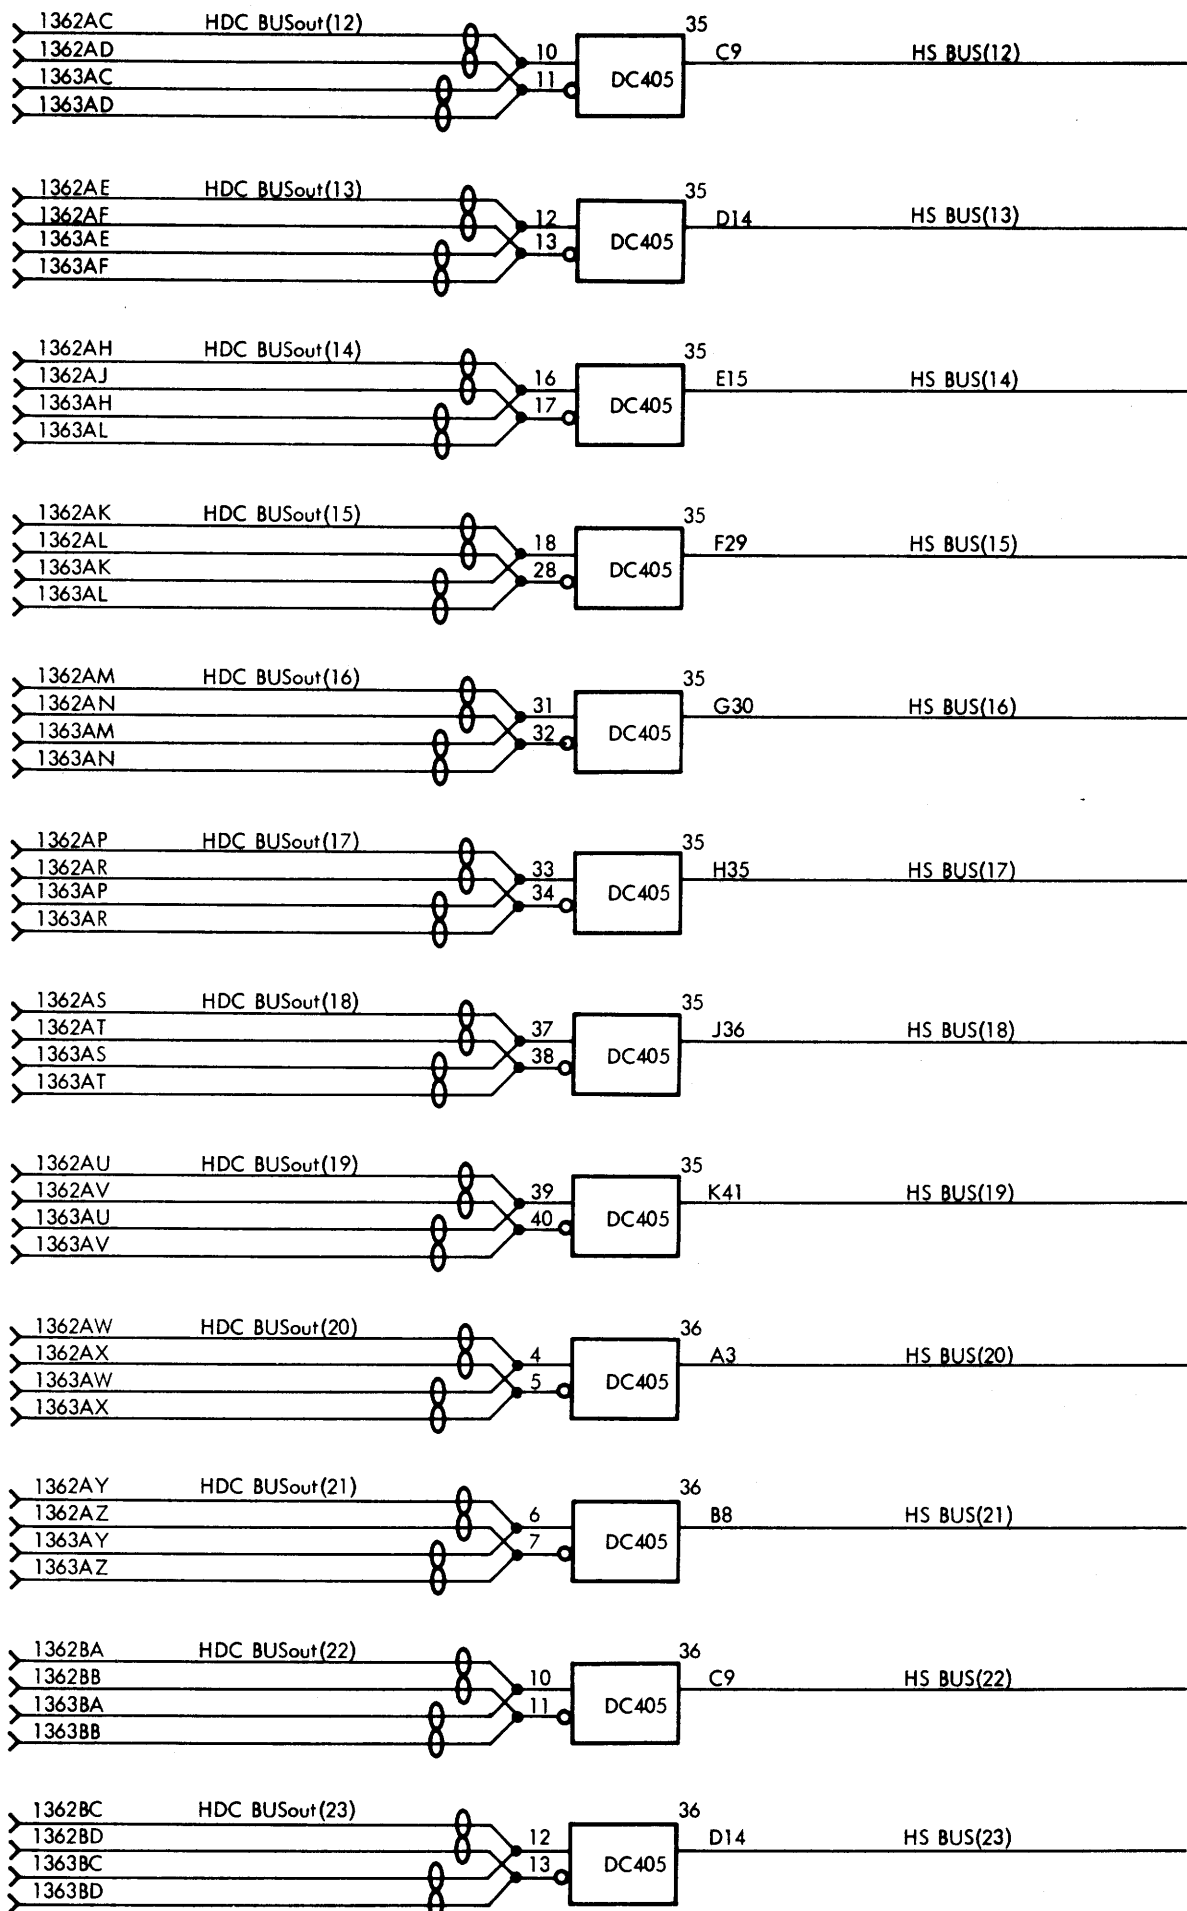 1362AC HDC BUSout(12) 35
1362AD 10 C9 HS BUS(12)
1363AC 11 DC405
1363AD
1362AE HDC BUSout(13) 35
1362AF 12 D14 HS BUS(13)
1363AE 13 DC405
1363AF
1362AH HDC BUSout(14) 35
1362AJ 16 E15 HS BUS(14)
1363AH 17 DC405
1363AL
1362AK HDC BUSout(15) 35
1362AL 18 F29 HS BUS(15)
1363AK 28 DC405
1363AL
1362AM HDC BUSout(16) 35
1362AN 31 G30 HS BUS(16)
1363AM 32 DC405
1363AN
1362AP HDC BUSout(17) 35
1362AR 33 H35 HS BUS(17)
1363AP 34 DC405
1363AR
1362AS HDC BUSout(18) 35
1362AT 37 J36 HS BUS(18)
1363AS 38 DC405
1363AT
1362AU HDC BUSout(19) 35
1362AV 39 K41 HS BUS(19)
1363AU 40 DC405
1363AV
1362AW HDC BUSout(20) 36
1362AX 4 A3 HS BUS(20)
1363AW 5 DC405
1363AX
1362AY HDC BUSout(21) 36
1362AZ 6 B8 HS BUS(21)
1363AY 7 DC405
1363AZ
1362BA HDC BUSout(22) 36
1362BB 10 C9 HS BUS(22)
1363BA 11 DC405
1363BB
1362BC HDC BUSout(23) 36
1362BD 12 D14 HS BUS(23)
1363BC 13 DC405
1363BD